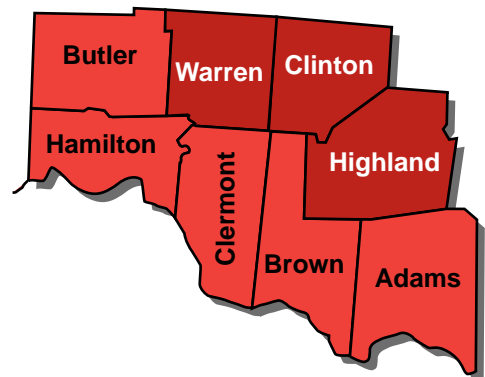 Butler
Warren
Clinton
Hamilton
Highland
Clermont
Brown
Adams